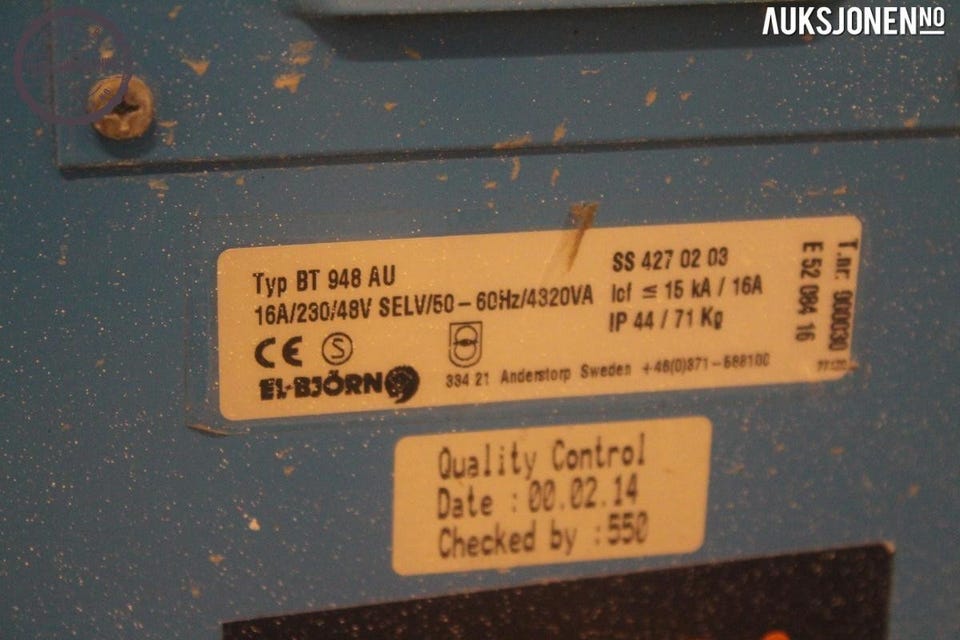 AUKSJONEN.NO
Typ BT 948 AU
16A/230/48V SELV/50-60Hz/4320VA
CE S
EL-BJÖRN
SS 427 02 03
Icf ≤ 15 kA / 16A
IP 44 / 71 Kg
334 21 Anderstorp Sweden +46(0)371-588100
T.nr. 000030
E 52 084 16
Quality Control
Date : 00.02.14
Checked by : 550